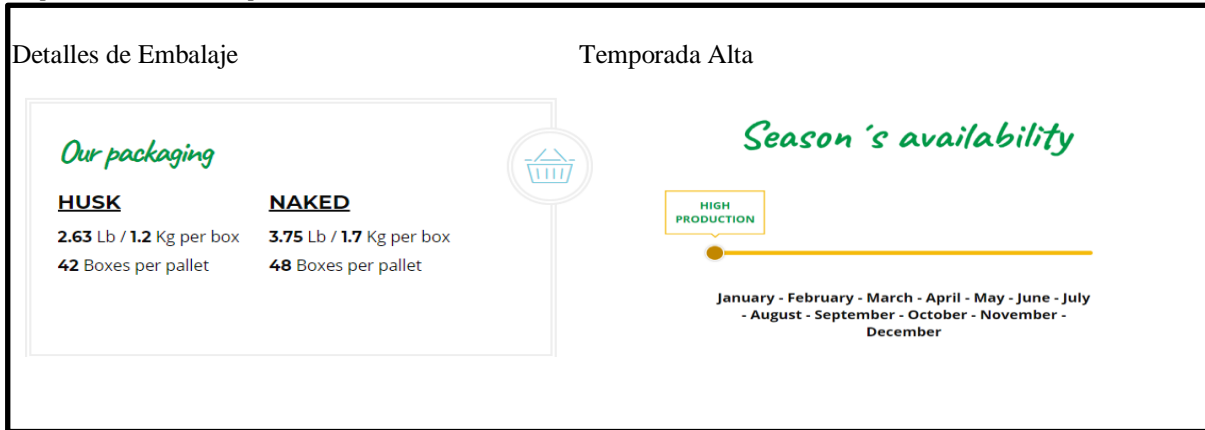 Detalles de Embalaje
Temporada Alta
Our packaging
HUSK
2.63 Lb / 1.2 Kg per box
42 Boxes per pallet
NAKED
3.75 Lb / 1.7 Kg per box
48 Boxes per pallet
Season ´s availability
HIGH
PRODUCTION
January - February - March - April - May - June - July
- August - September - October - November -
December